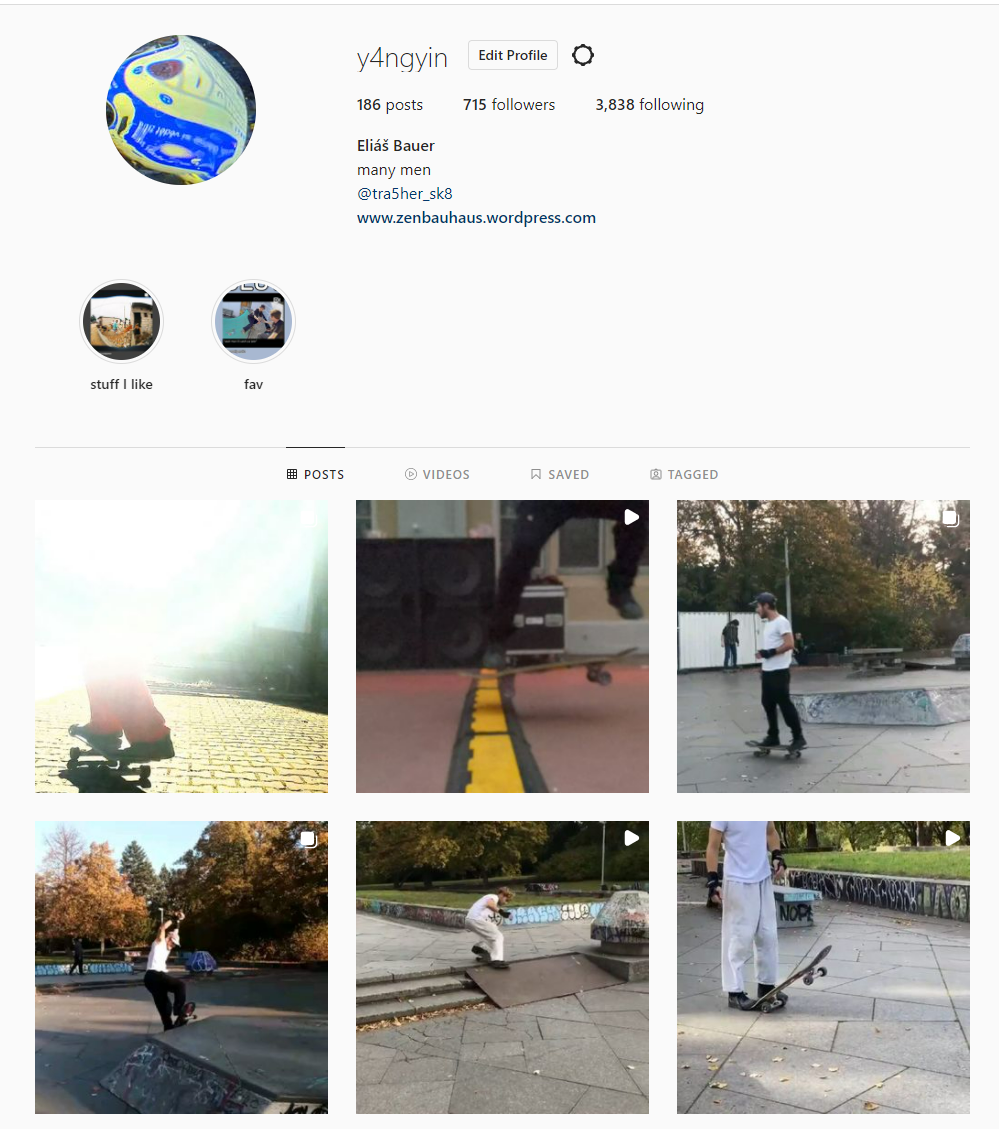 y4ngyin Edit Profile
186 posts 715 followers 3,838 following
Eliáš Bauer
many men
@tra5her_sk8
www.zenbauhaus.wordpress.com
stuff I like fav
POSTS VIDEOS SAVED TAGGED
NOPE